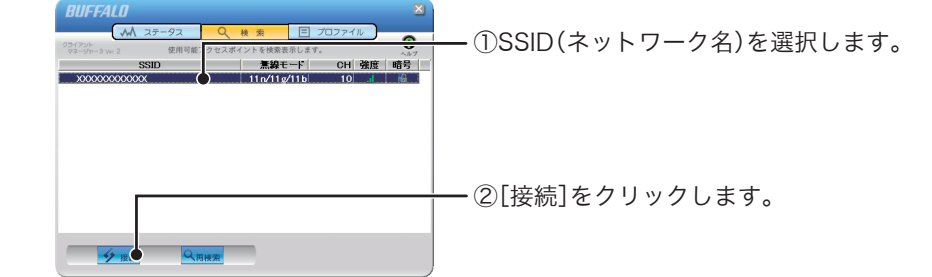 BUFFALO
ステータス
検 索
プロファイル
クライアント
マネージャ-3 Ver.2
使用可能アクセスポイントを検索表示します。
ヘルプ
SSID 無線モード CH 強度 暗号
XXXXXXXXXXXX 11n/11g/11b 10
①SSID(ネットワーク名)を選択します。
②[接続]をクリックします。
再検索